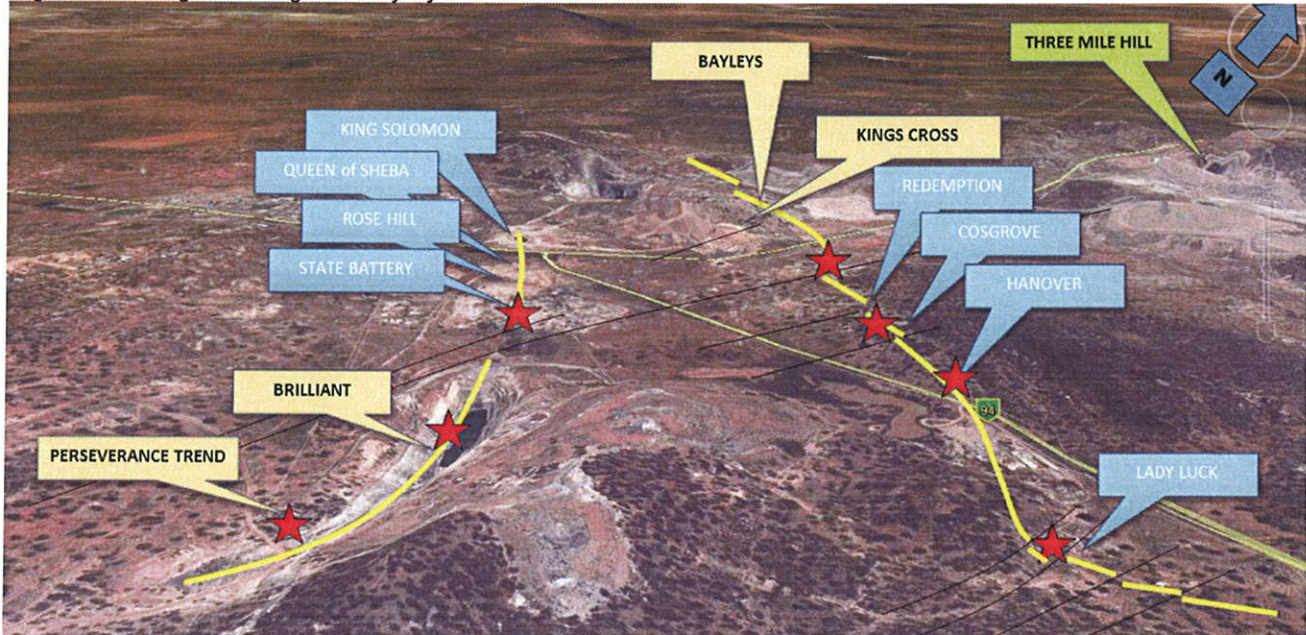 THREE MILE HILL
BAYLEYS
N
KING SOLOMON
KINGS CROSS
QUEEN of SHEBA
REDEMPTION
ROSE HILL
COSGROVE
STATE BATTERY
HANOVER
BRILLIANT
94
PERSEVERANCE TREND
LADY LUCK